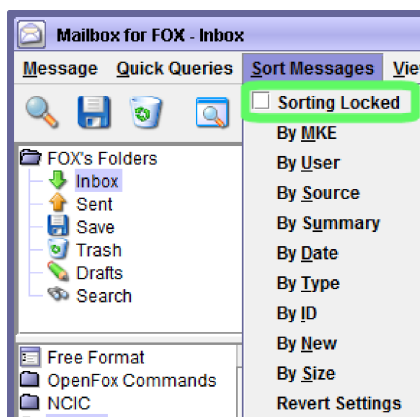 Mailbox for FOX - Inbox
Message Quick Queries Sort Messages
Sorting Locked
By MKE
By User
By Source
By Summary
By Date
By Type
By ID
By New
By Size
Revert Settings
FOX's Folders
Inbox
Sent
Save
Trash
Drafts
Search
Free Format
OpenFox Commands
NCIC